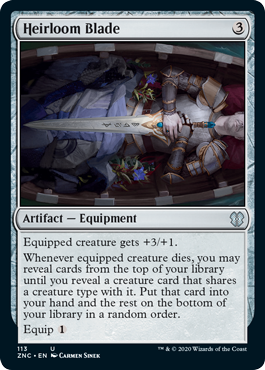 Heirloom Blade 3
Artifact — Equipment
Equipped creature gets +3/+1.
Whenever equipped creature dies, you may
reveal cards from the top of your library
until you reveal a creature card that shares
a creature type with it. Put that card into
your hand and the rest on the bottom of
your library in a random order.
Equip 1
113 U
ZNC • EN CARMEN SINEK
™ & © 2020 Wizards of the Coast